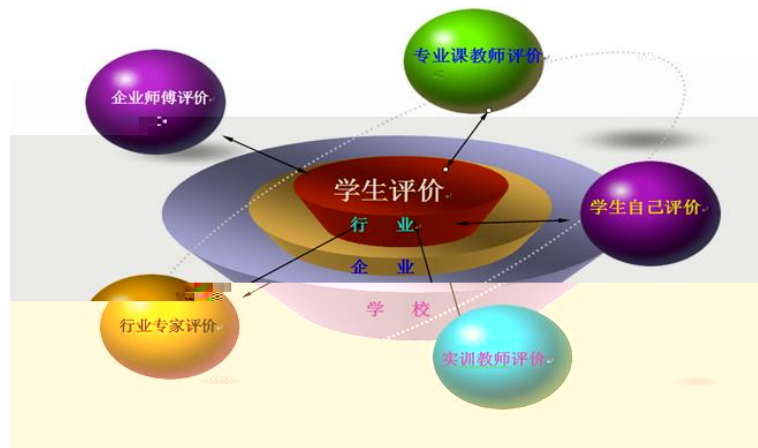 专业课教师评价
企业师傅评价
学生评价
学生自己评价
行 业
企 业
学 校
行业专家评价
实训教师评价